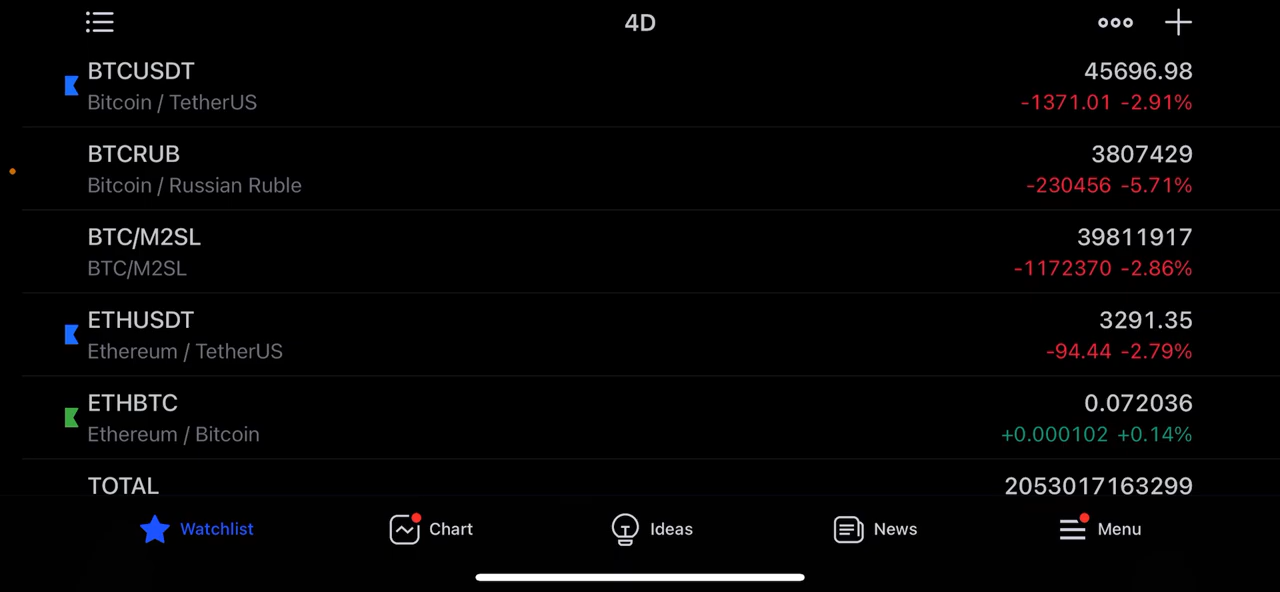 4D
BTCUSDT 45696.98
Bitcoin / TetherUS -1371.01 -2.91%
BTCRUB 3807429
Bitcoin / Russian Ruble -230456 -5.71%
BTC/M2SL 39811917
BTC/M2SL -1172370 -2.86%
ETHUSDT 3291.35
Ethereum / TetherUS -94.44 -2.79%
ETHBTC 0.072036
Ethereum / Bitcoin +0.000102 +0.14%
TOTAL 2053017163299
Watchlist Chart Ideas News Menu